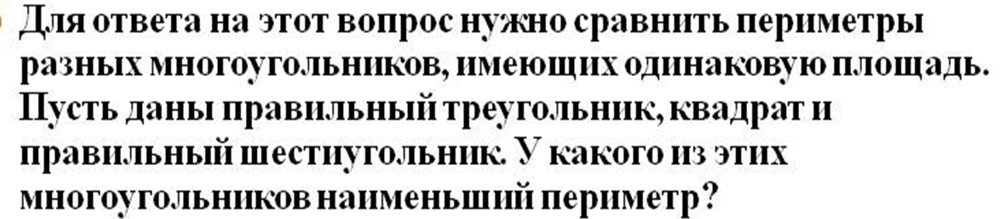 Для ответа на этот вопрос нужно сравнить периметры
разных многоугольников, имеющих одинаковую площадь.
Пусть даны правильный треугольник, квадрат и
правильный шестиугольник. У какого из этих
многоугольников наименьший периметр?